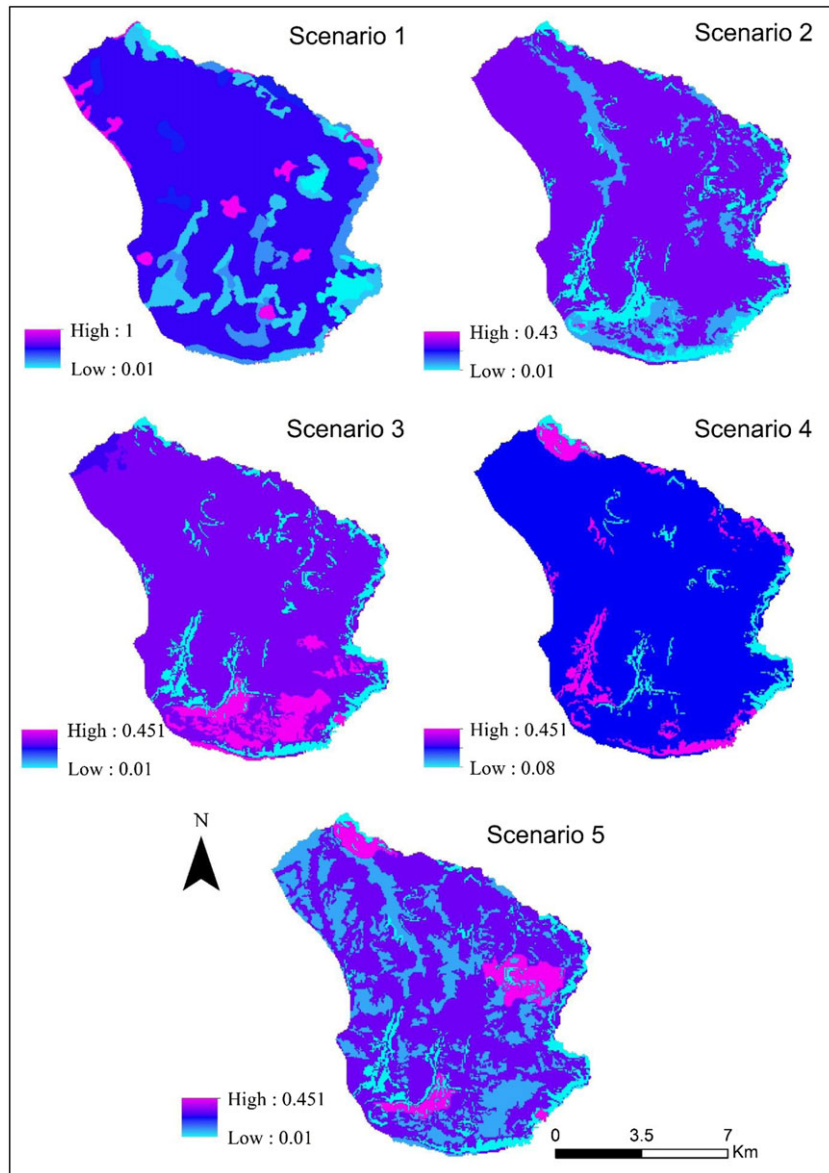 Scenario 1
High : 1
Low : 0.01
Scenario 2
High : 0.43
Low : 0.01
Scenario 3
High : 0.451
Low : 0.01
Scenario 4
High : 0.451
Low : 0.08
N
Scenario 5
High : 0.451
Low : 0.01
0 3.5 7
Km